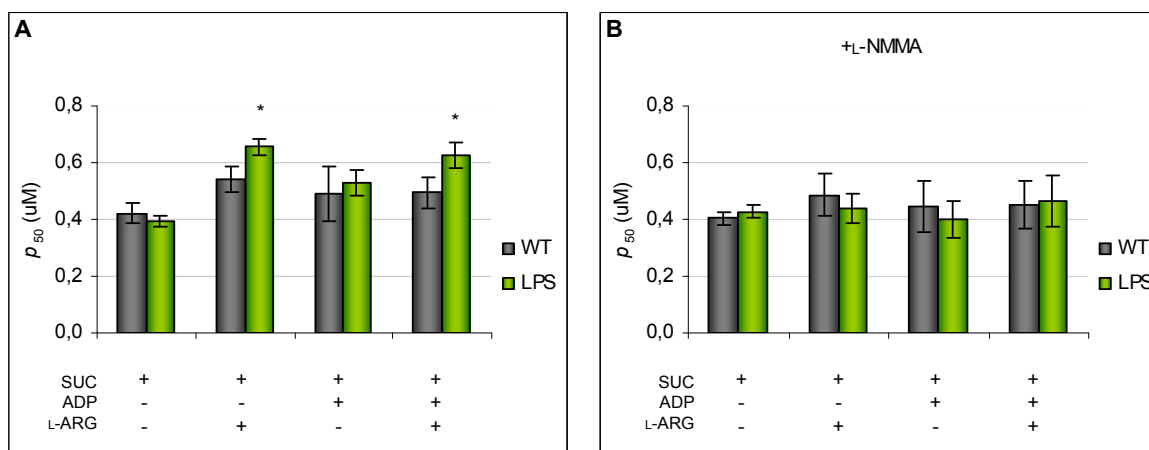 A
0,8
0,6
0,4
0,2
0,0
p 50 (uM)
* *
WT
LPS
SUC + + + +
ADP - - + +
L-ARG - + - +
B
+L-NMMA
0,8
0,6
0,4
0,2
0,0
p 50 (uM)
WT
LPS
SUC + + + +
ADP - - + +
L-ARG - + - +